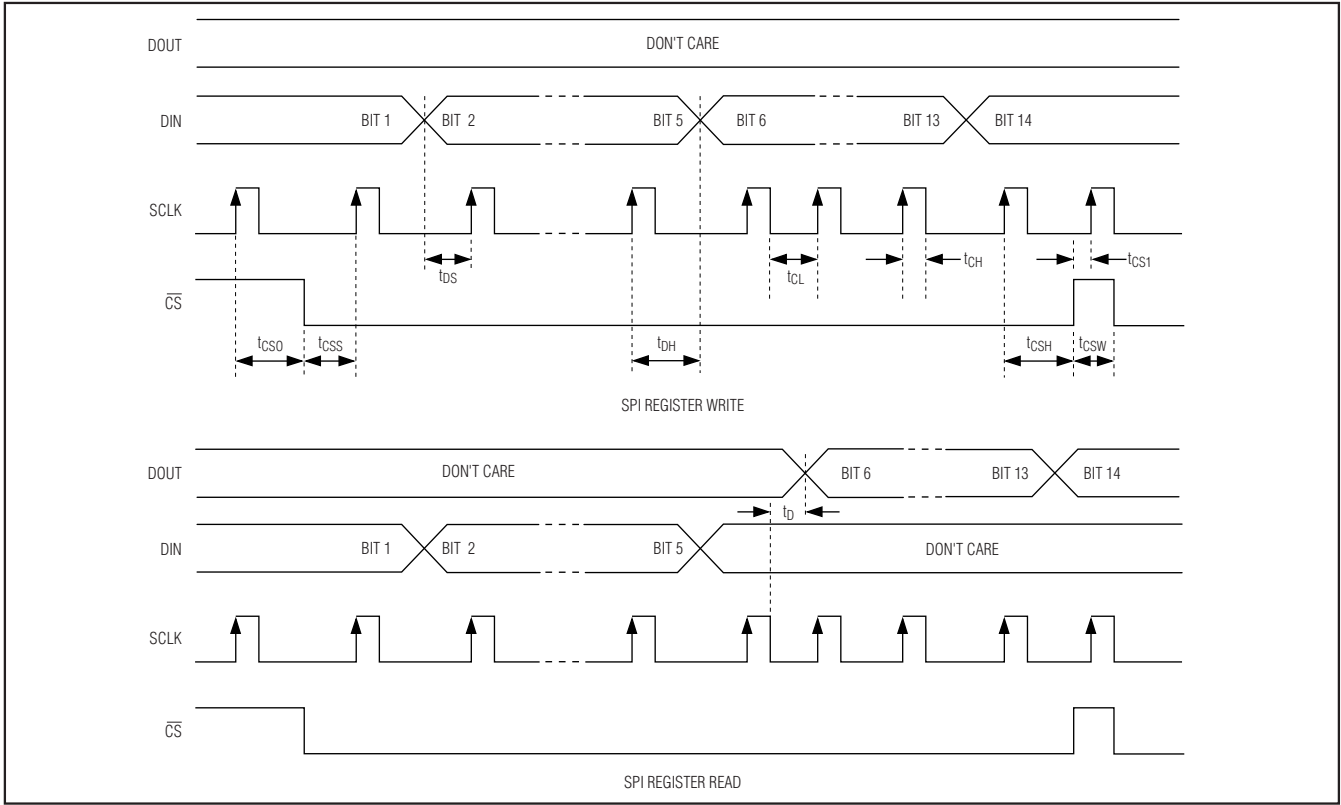 DOUT
DON'T CARE
DIN
BIT 1
BIT 2
BIT 5
BIT 6
BIT 13
BIT 14
SCLK
tDS
tCL
tCH
tCS1
CS
tCSO
tCSS
tDH
tCSH
tCSW
SPI REGISTER WRITE
DOUT
DON'T CARE
BIT 6
BIT 13
BIT 14
tD
DIN
BIT 1
BIT 2
BIT 5
DON'T CARE
SCLK
CS
SPI REGISTER READ